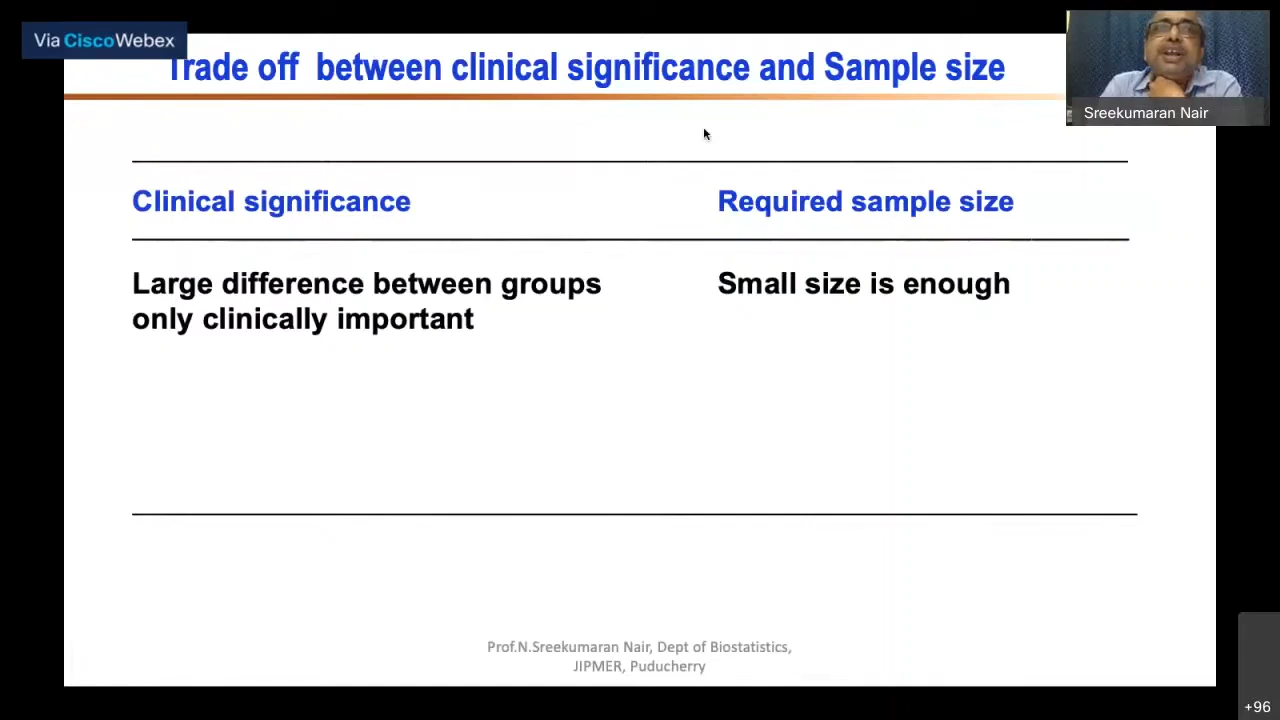 Via CiscoWebex
Trade off between clinical significance and Sample size
Sreekumaran Nair
Clinical significance
Required sample size
Large difference between groups
only clinically important
Small size is enough
Prof.N.Sreekumaran Nair, Dept of Biostatistics,
JIPMER, Puducherry
+96